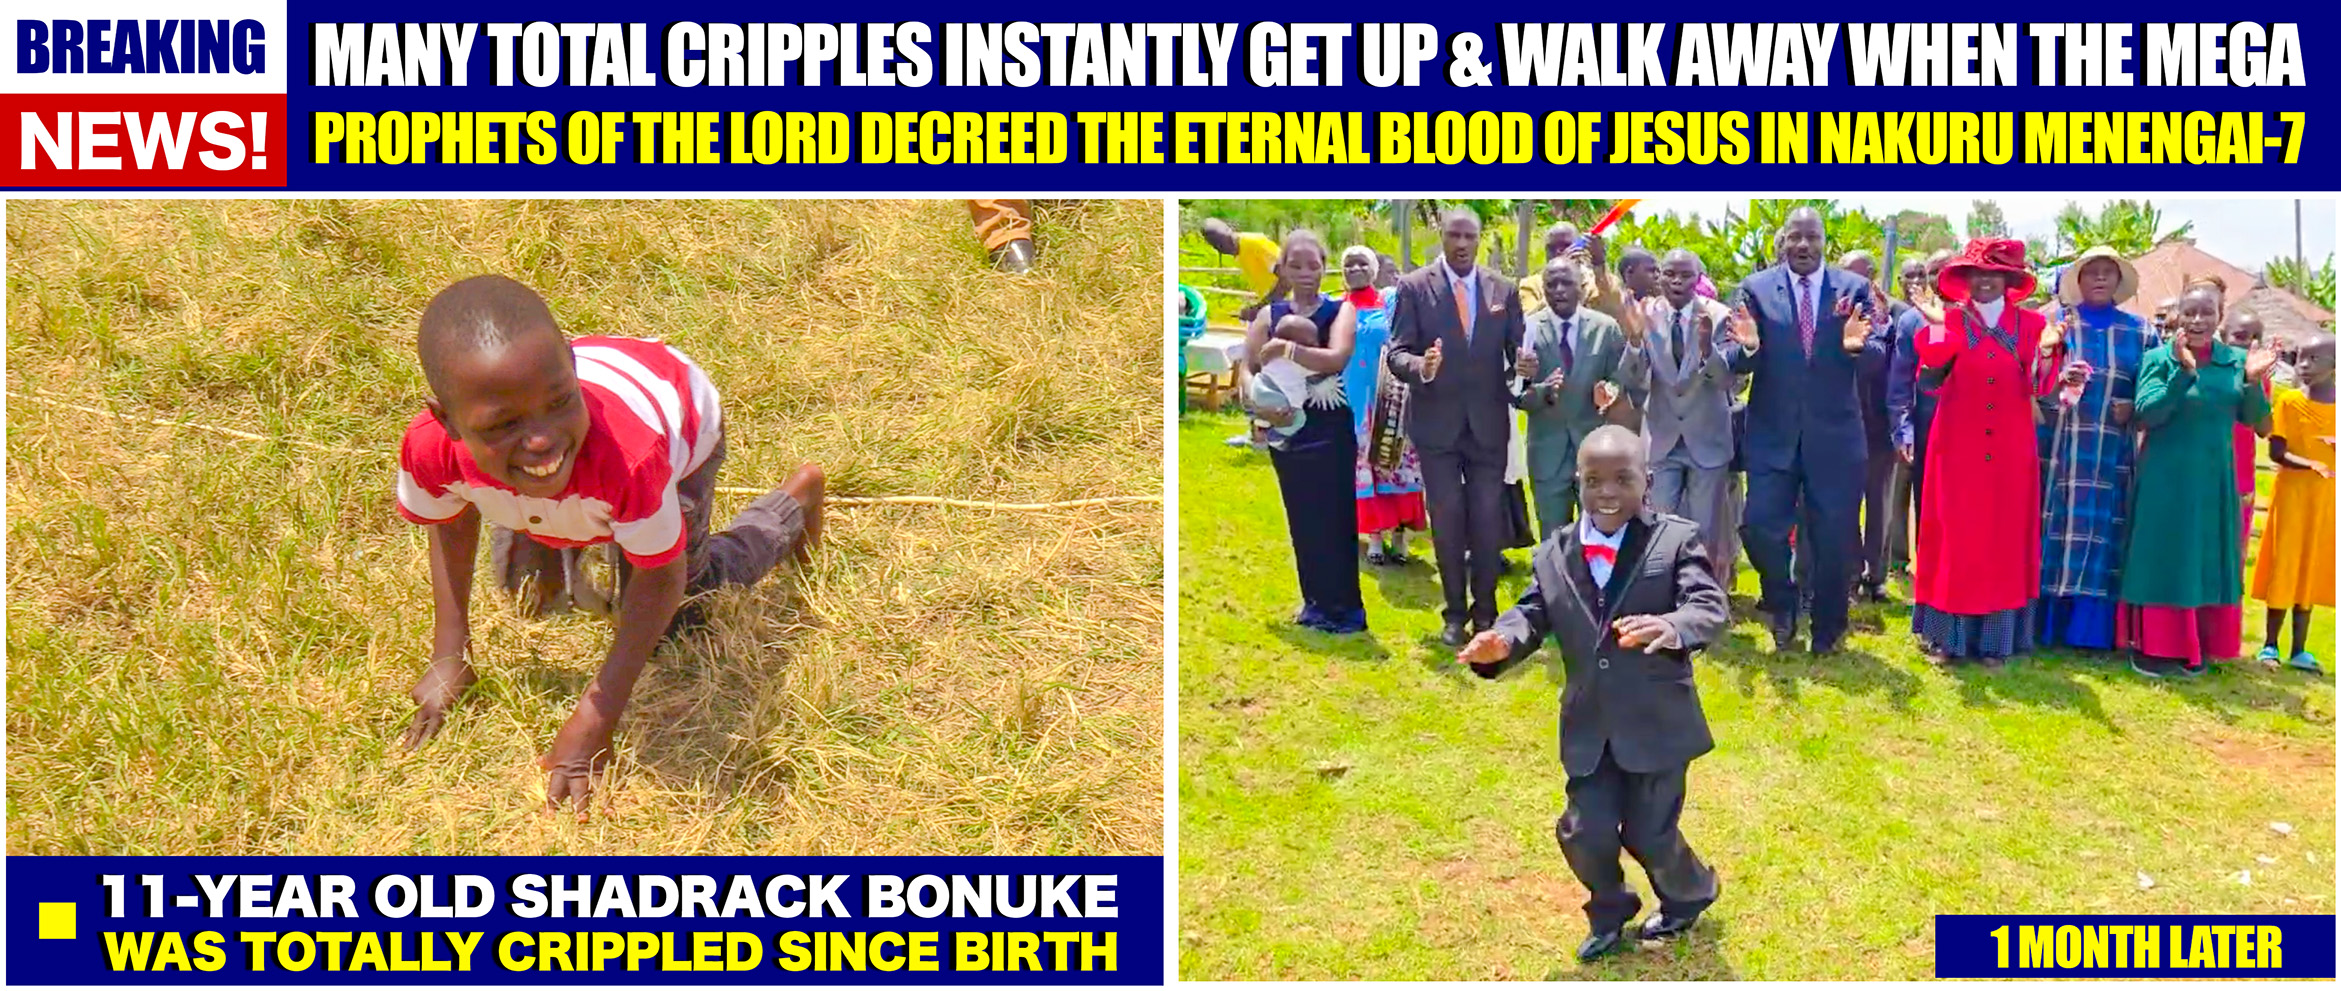 BREAKING
NEWS!
MANY TOTAL CRIPPLES INSTANTLY GET UP & WALK AWAY WHEN THE MEGA
PROPHETS OF THE LORD DECREED THE ETERNAL BLOOD OF JESUS IN NAKURU MENENGAI-7
11-YEAR OLD SHADRACK BONUKE
WAS TOTALLY CRIPPLED SINCE BIRTH
1 MONTH LATER